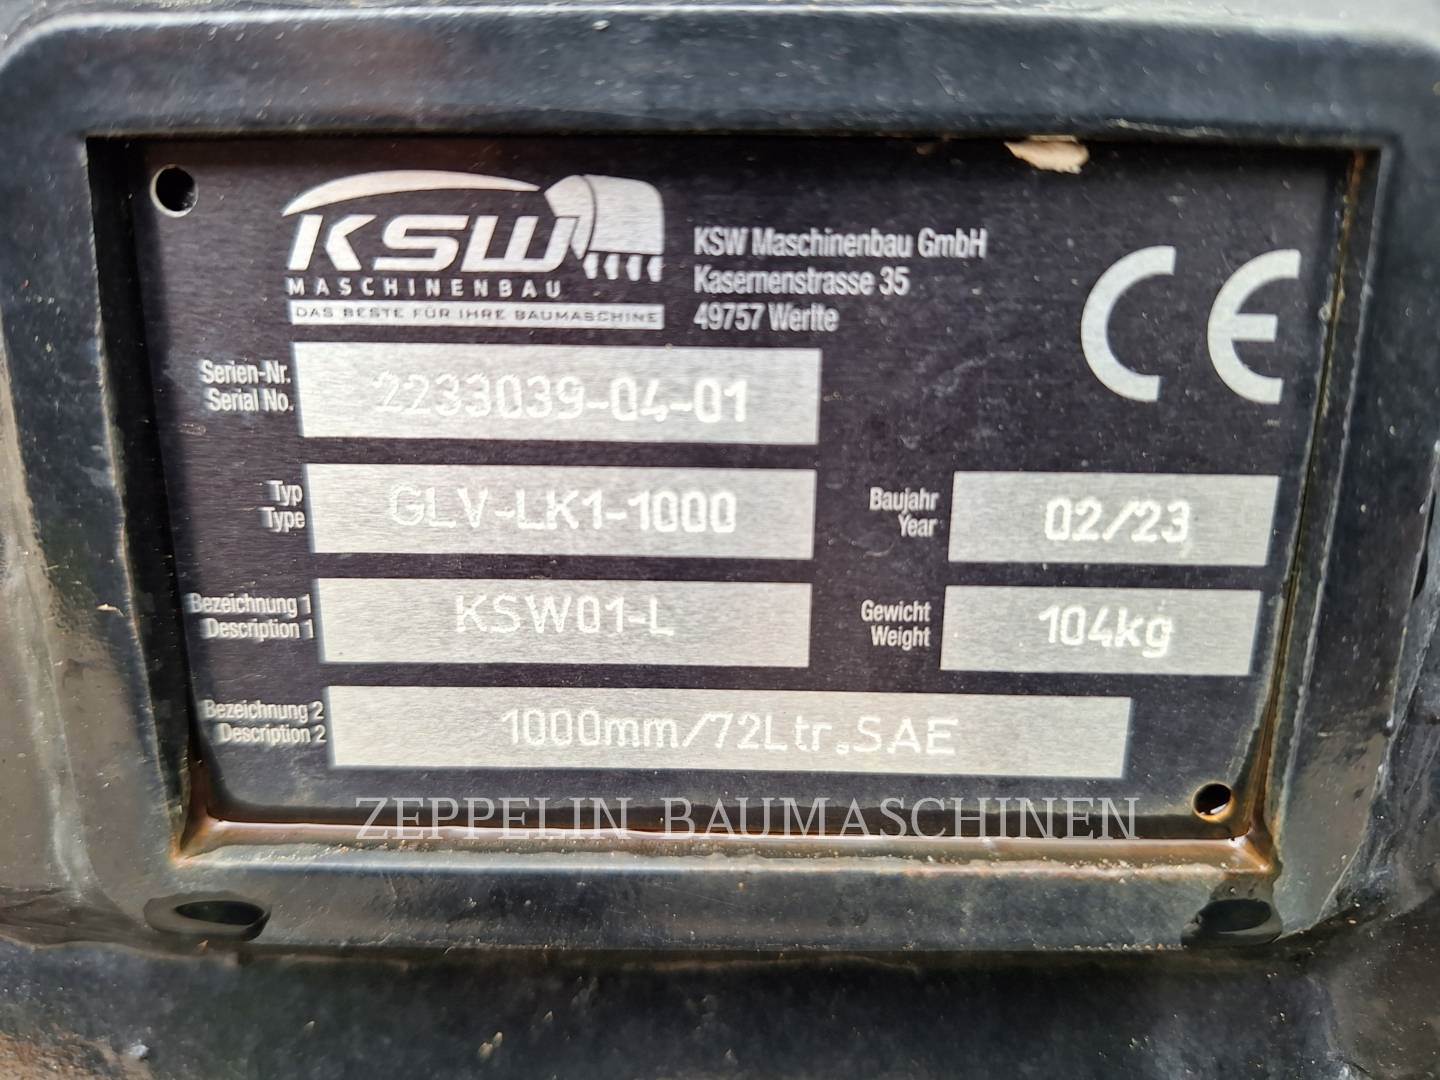 KSW
MASCHINENBAU
DAS BESTE FÜR IHRE BAUMASCHINE
KSW Maschinenbau GmbH
Kasernenstrasse 35
49757 Werlte
CE
Serien-Nr.
Serial No.
2233039-04-01
Typ
Type
GLV-LK1-1000
Baujahr
Year
02/23
Bezeichnung 1
Description 1
KSW01-L
Gewicht
Weight
104kg
Bezeichnung 2
Description 2
1000mm/72Ltr.SAE
ZEPPELIN BAUMASCHINEN